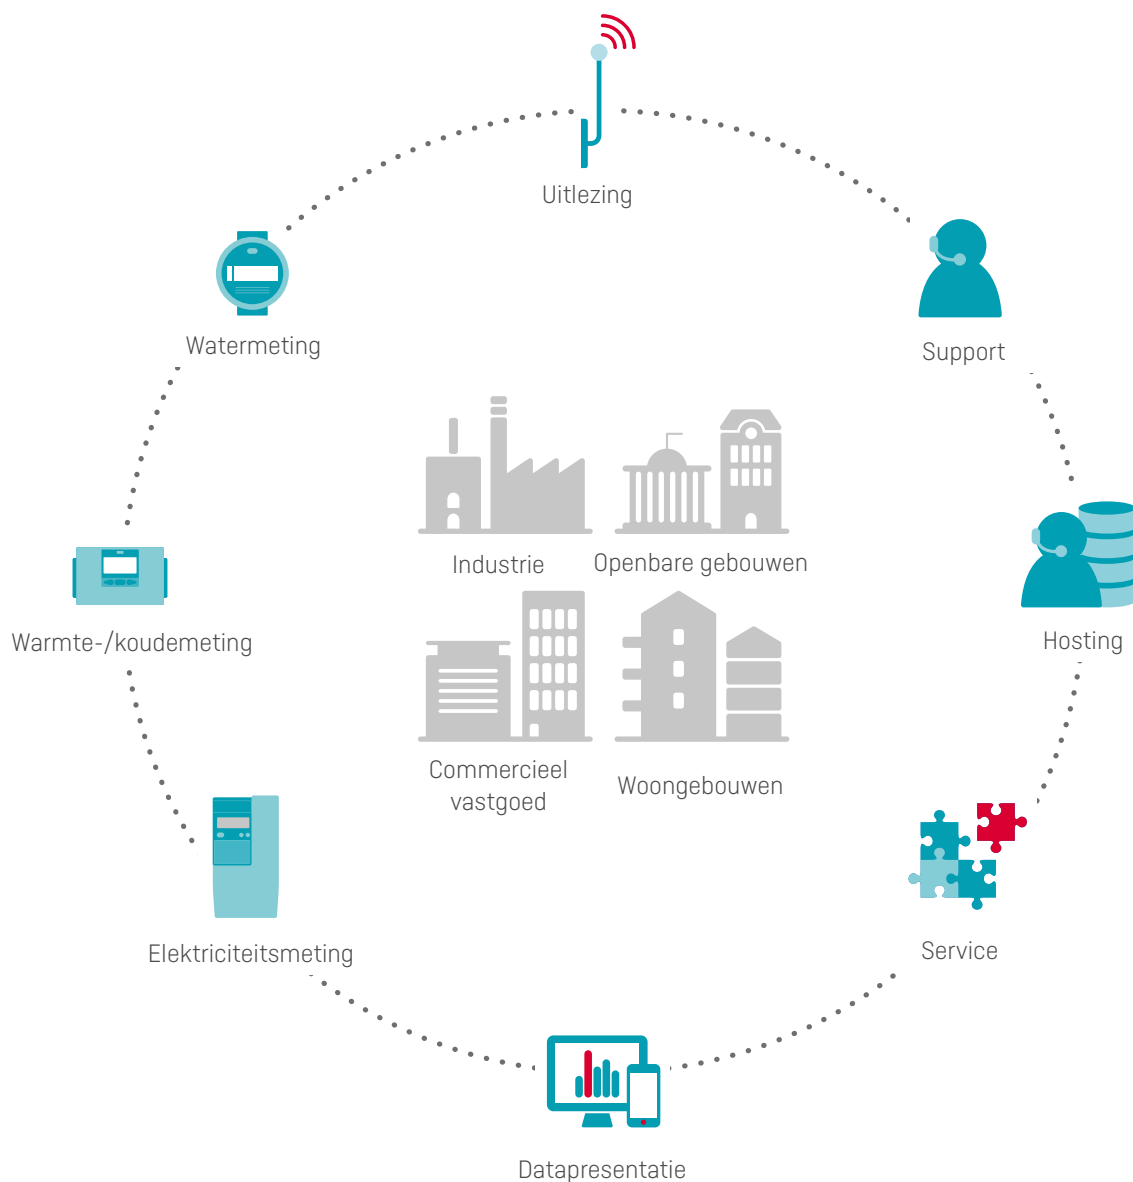 Uitlezing
Watermeting
Support
Industrie
Openbare gebouwen
Warmte-/koudemeting
Hosting
Commercieel
vastgoed
Woongebouwen
Elektriciteitsmeting
Service
Datapresentatie